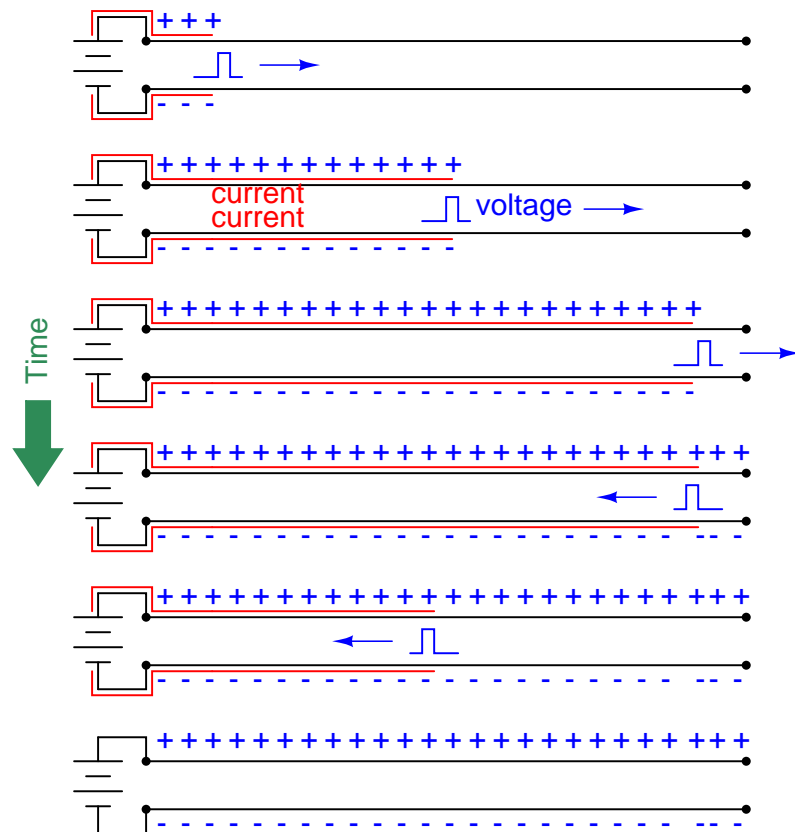 + + +
- - -
+ + + + + + + + + + + + +
current
current
voltage
- - - - - - - - - - - - -
+ + + + + + + + + + + + + + + + + + + + + + +
Time
- - - - - - - - - - - - - - - - - - - - - - -
+ + + + + + + + + + + + + + + + + + + + + + + + +
- - - - - - - - - - - - - - - - - - - - - - - - -
+ + + + + + + + + + + + + + + + + + + + + + + + +
- - - - - - - - - - - - - - - - - - - - - - - - -
+ + + + + + + + + + + + + + + + + + + + + + + + +
- - - - - - - - - - - - - - - - - - - - - - - - -